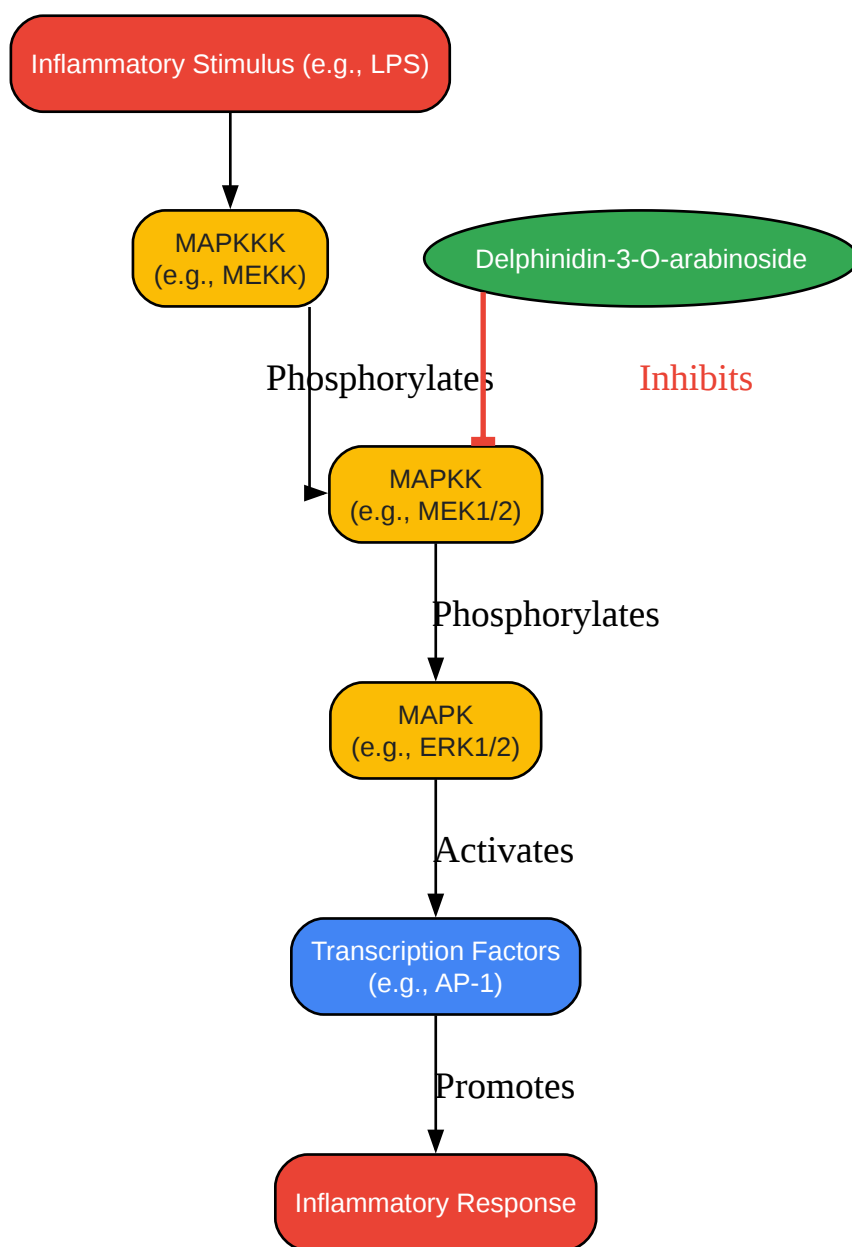 Inflammatory Stimulus (e.g., LPS)
MAPKKK
(e.g., MEKK)
Delphinidin-3-O-arabinoside
Phosphorylates
Inhibits
MAPKK
(e.g., MEK1/2)
Phosphorylates
MAPK
(e.g., ERK1/2)
Activates
Transcription Factors
(e.g., AP-1)
Promotes
Inflammatory Response